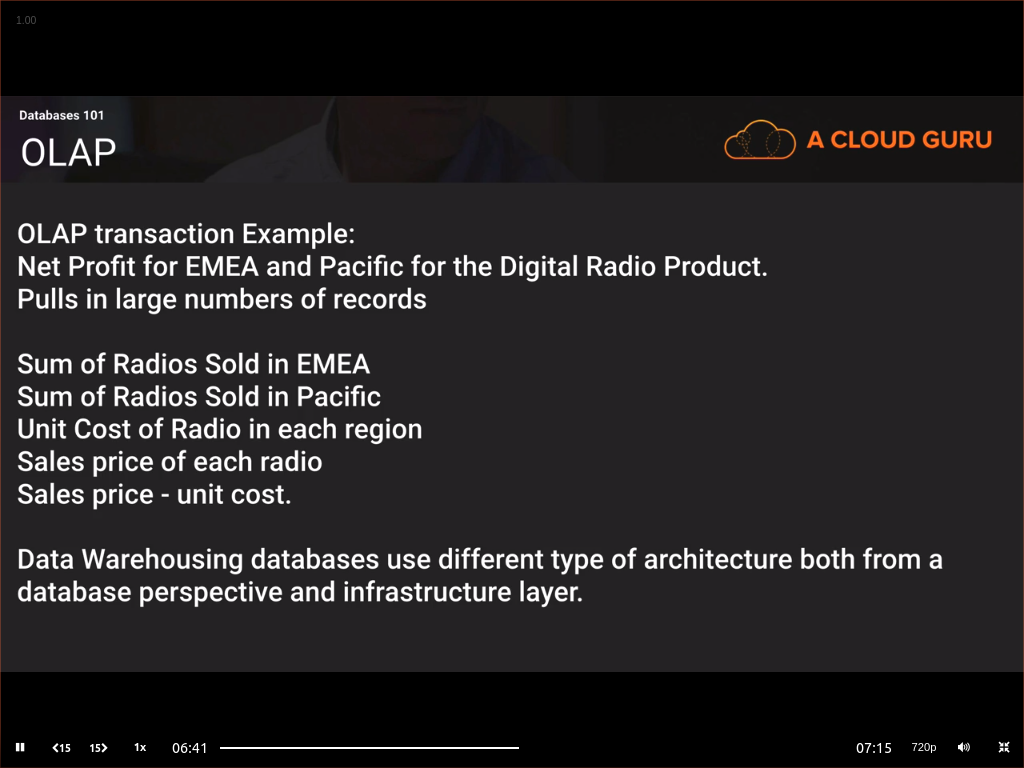 1.00
Databases 101
OLAP
A CLOUD GURU
OLAP transaction Example:
Net Profit for EMEA and Pacific for the Digital Radio Product.
Pulls in large numbers of records
Sum of Radios Sold in EMEA
Sum of Radios Sold in Pacific
Unit Cost of Radio in each region
Sales price of each radio
Sales price - unit cost.
Data Warehousing databases use different type of architecture both from a
database perspective and infrastructure layer.
15 15 1x 06:41 07:15 720p